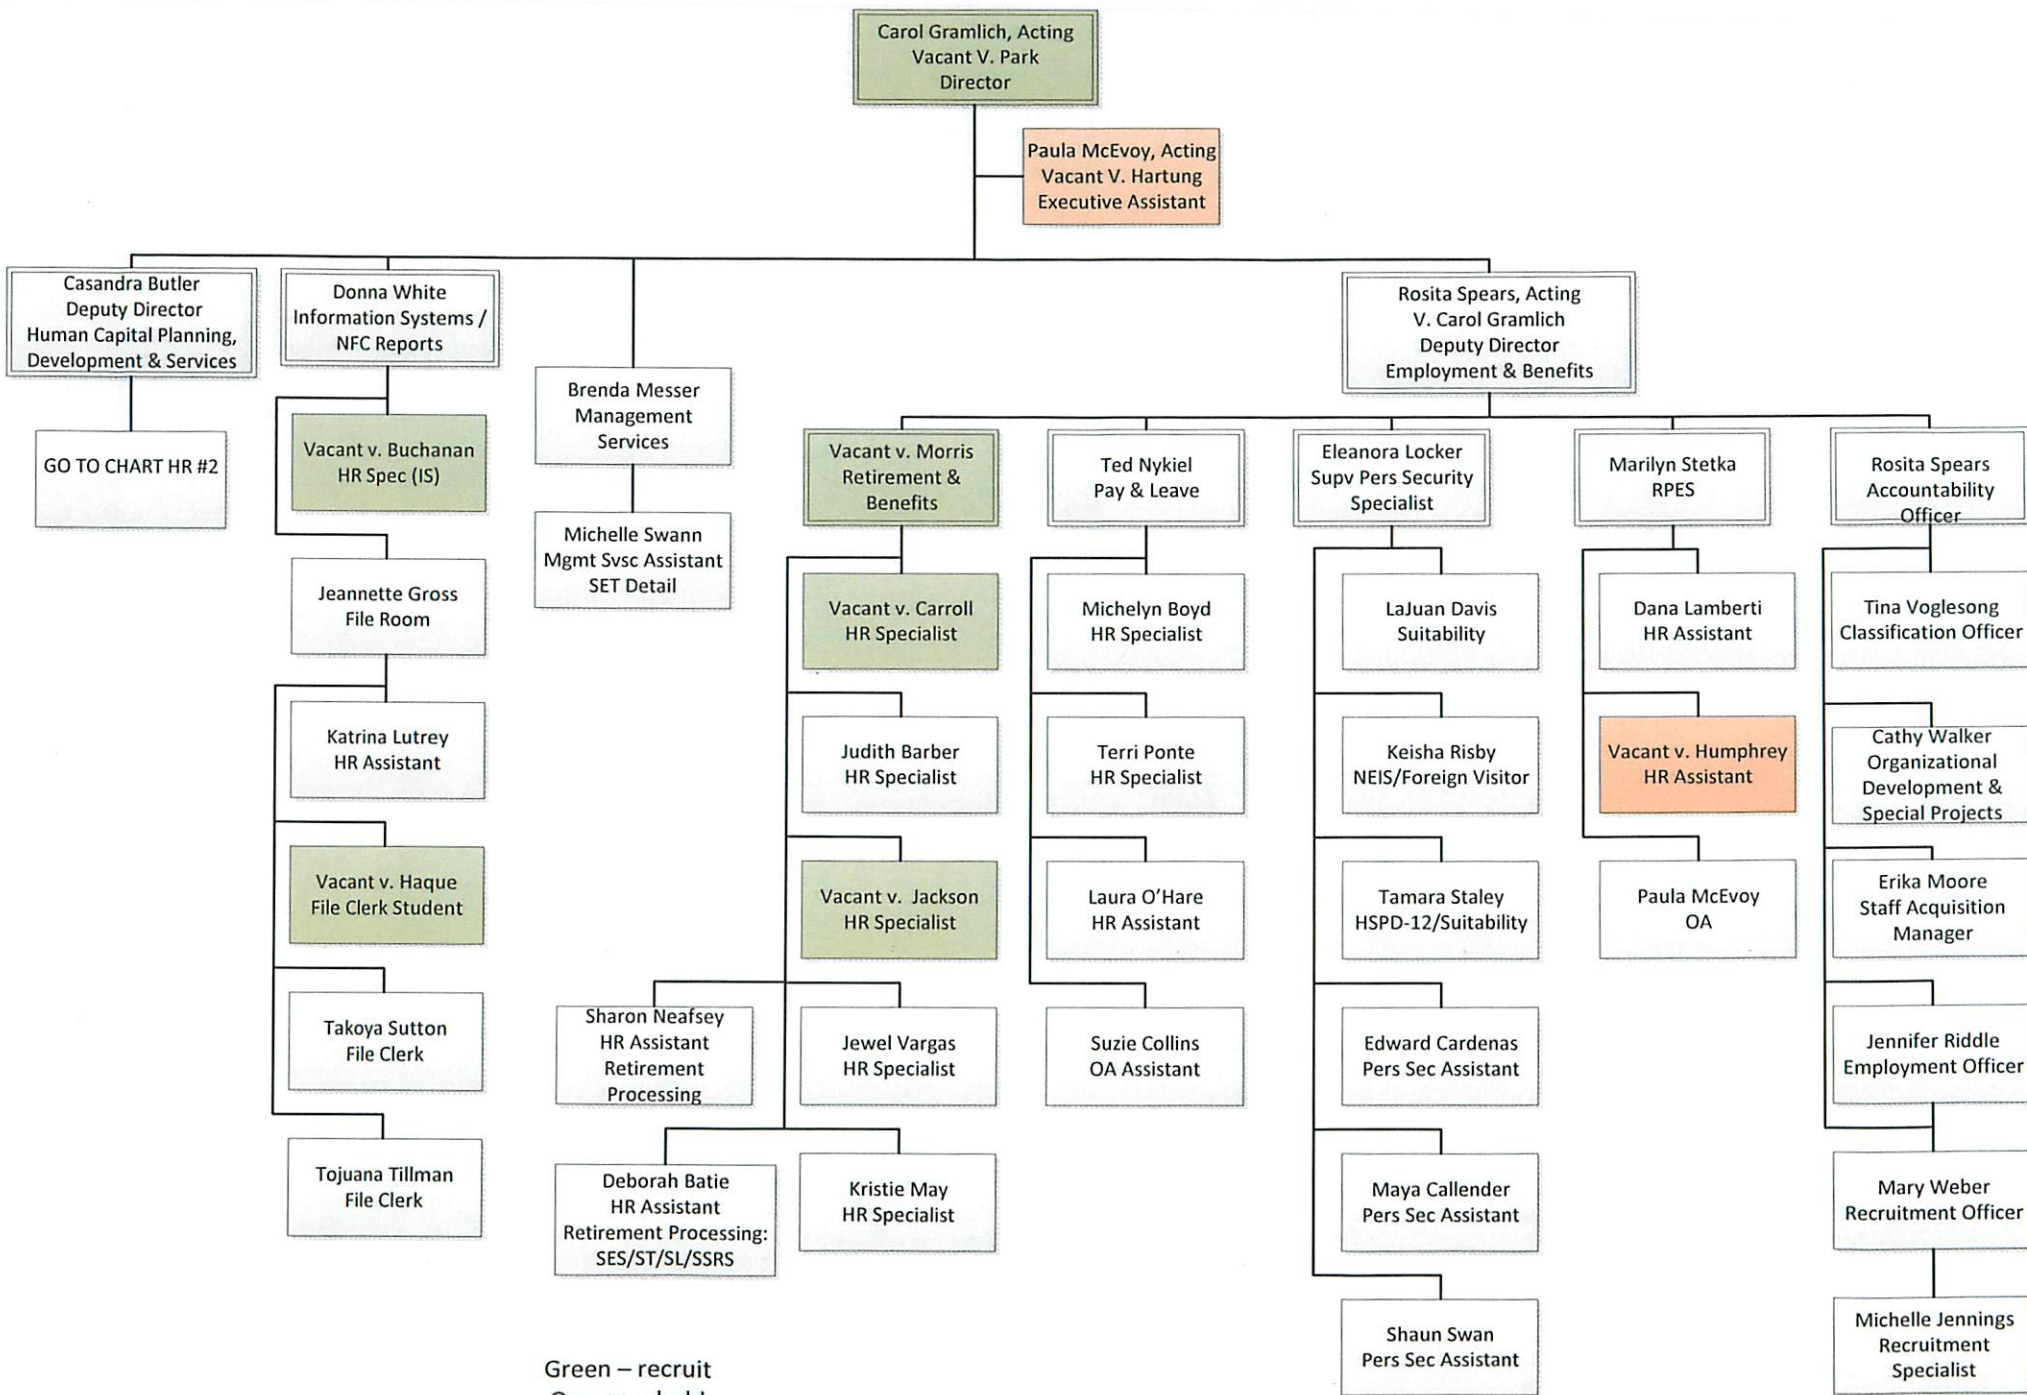 Carol Gramlich, Acting
Vacant V. Park
Director
Paula McEvoy, Acting
Vacant V. Hartung
Executive Assistant
Casandra Butler
Deputy Director
Human Capital Planning,
Development & Services
GO TO CHART HR #2
Donna White
Information Systems /
NFC Reports
Vacant v. Buchanan
HR Spec (IS)
Jeannette Gross
File Room
Katrina Lutrey
HR Assistant
Vacant v. Haque
File Clerk Student
Takoya Sutton
File Clerk
Tojuana Tillman
File Clerk
Brenda Messer
Management
Services
Michelle Swann
Mgmt Svsc Assistant
SET Detail
Rosita Spears, Acting
V. Carol Gramlich
Deputy Director
Employment & Benefits
Vacant v. Morris
Retirement &
Benefits
Vacant v. Carroll
HR Specialist
Judith Barber
HR Specialist
Vacant v. Jackson
HR Specialist
Sharon Neafsey
HR Assistant
Retirement
Processing
Jewel Vargas
HR Specialist
Deborah Batie
HR Assistant
Retirement Processing:
SES/ST/SL/SSRS
Kristie May
HR Specialist
Ted Nykiel
Pay & Leave
Michelyn Boyd
HR Specialist
Terri Ponte
HR Specialist
Laura O’Hare
HR Assistant
Suzie Collins
OA Assistant
Eleanora Locker
Supv Pers Security
Specialist
LaJuan Davis
Suitability
Keisha Risby
NEIS/Foreign Visitor
Tamara Staley
HSPD-12/Suitability
Edward Cardenas
Pers Sec Assistant
Maya Callender
Pers Sec Assistant
Shaun Swan
Pers Sec Assistant
Marilyn Stetka
RPES
Dana Lamberti
HR Assistant
Vacant v. Humphrey
HR Assistant
Paula McEvoy
OA
Rosita Spears
Accountability
Officer
Tina Voglesong
Classification Officer
Cathy Walker
Organizational
Development &
Special Projects
Erika Moore
Staff Acquisition
Manager
Jennifer Riddle
Employment Officer
Mary Weber
Recruitment Officer
Michelle Jennings
Recruitment
Specialist
Green – recruit
Orange – hold